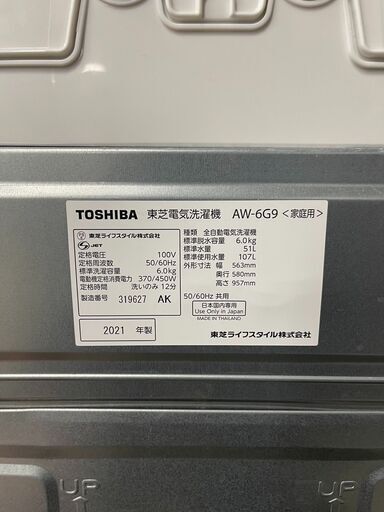 TOSHIBA 東芝電気洗濯機 AW-6G9 <家庭用>
東芝ライフスタイル株式会社
JET
定格電圧 100V
定格周波数 50/60Hz
標準洗濯容量 6.0kg
電動機定格消費電力 370/450W
定格時間 洗いのみ 12分
製造番号 319627 AK
2021 年製
種類 全自動電気洗濯機
標準脱水容量 6.0kg
標準水量 51L
標準使用水量 107L
外形寸法 幅 563mm
奥行 580mm
高さ 957mm
50/60Hz 共用
日本国内専用
Use Only in Japan
MADE IN THAILAND
東芝ライフスタイル株式会社
UP
UP